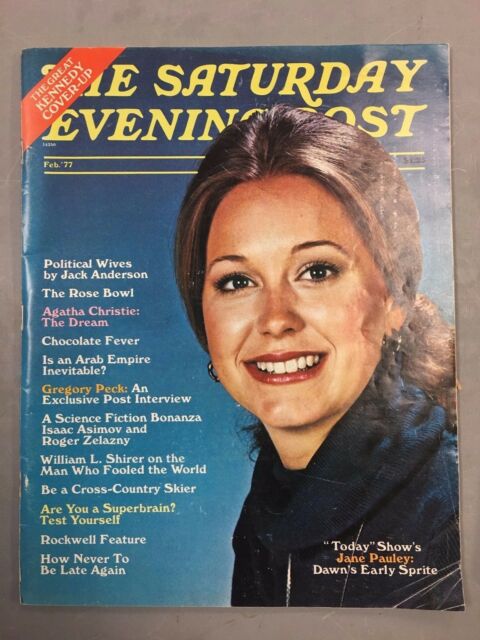 THE GREAT
KENNEDY
COVER-UP
THE SATURDAY
EVENING POST
14250
Feb. '77
$1.25
Political Wives
by Jack Anderson
The Rose Bowl
Agatha Christie:
The Dream
Chocolate Fever
Is an Arab Empire
Inevitable?
Gregory Peck: An
Exclusive Post Interview
A Science Fiction Bonanza
Isaac Asimov and
Roger Zelazny
William L. Shirer on the
Man Who Fooled the World
Be a Cross-Country Skier
Are You a Superbrain?
Test Yourself
Rockwell Feature
How Never To
Be Late Again
"Today" Show's
Jane Pauley:
Dawn's Early Sprite